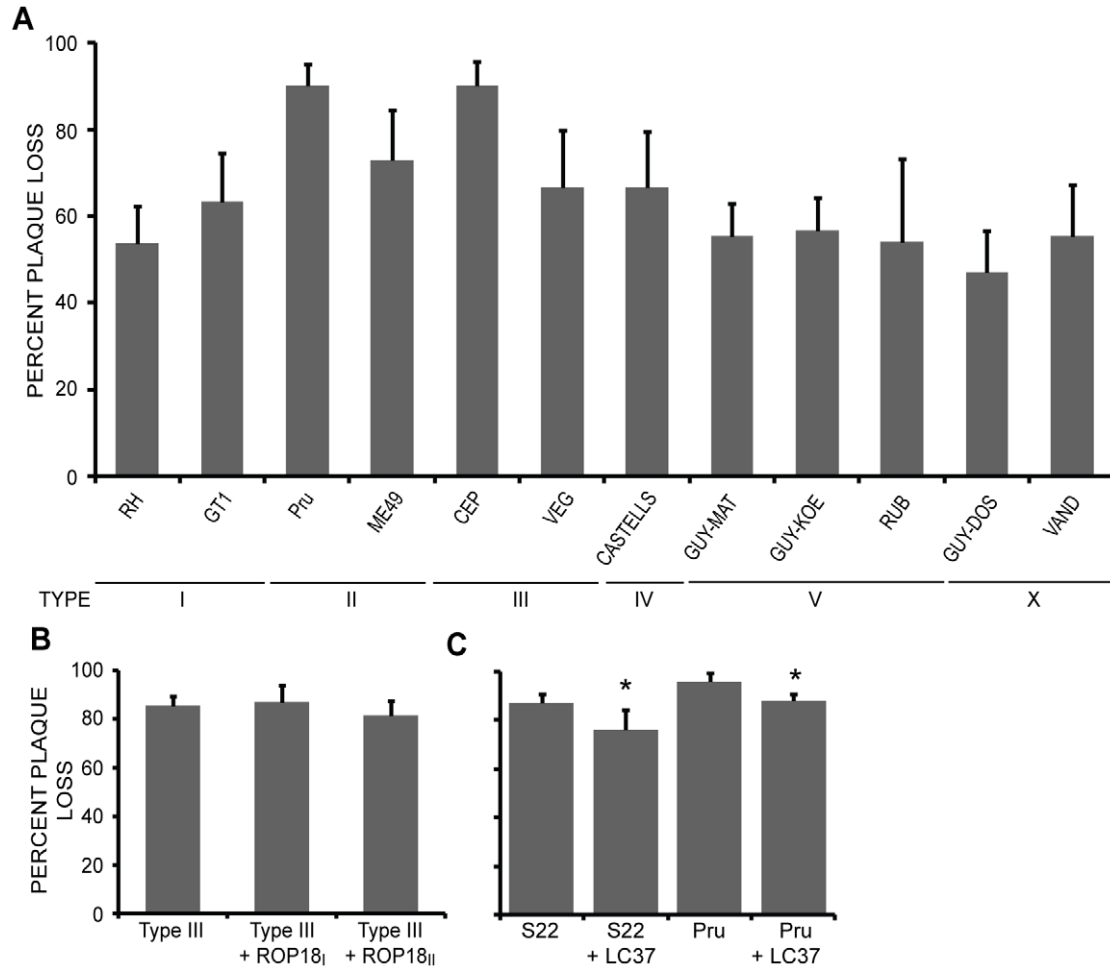 A
PERCENT PLAQUE LOSS
100
80
60
40
20
0
RH
GT1
Pru
ME49
CEP
VEG
CASTELLS
GUY-MAT
GUY-KOE
RUB
GUY-DOS
VAND
TYPE I II III IV V X
B
PERCENT PLAQUE
LOSS
100
80
60
40
20
0
Type III
Type III
+ ROP18I
Type III
+ ROP18II
C
*
*
S22
S22
+ LC37
Pru
Pru
+ LC37